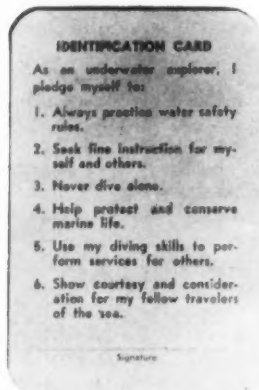 IDENTIFICATION CARD
As an underwater explorer, I
pledge myself to:
1. Always practice water safety
rules.
2. Seek fine instruction for my-
self and others.
3. Never dive alone.
4. Help protect and conserve
marine life.
5. Use my diving skills to per-
form services for others.
6. Show courtesy and consider-
ation for my fellow travelers
of the sea.
Signature